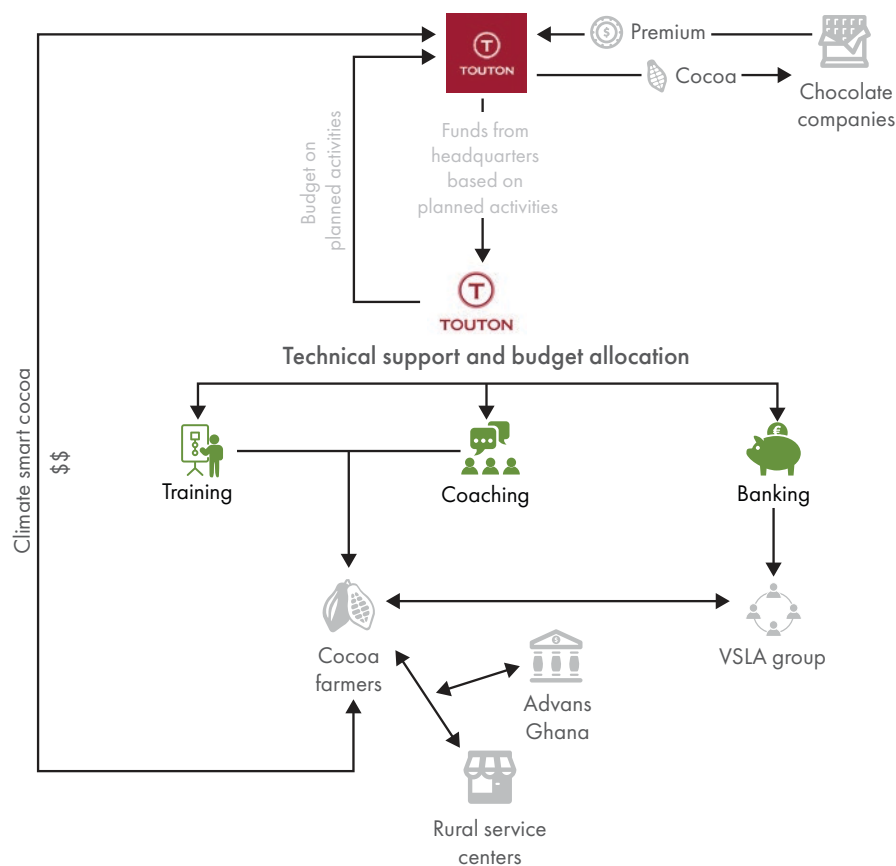 Premium
TOUTON
Cocoa
Chocolate
companies
Funds from
headquarters
based on
planned activities
Budget on
planned activities
TOUTON
Technical support and budget allocation
Climate smart cocoa
$$
Training
Coaching
Banking
Cocoa
farmers
VSLA group
Advans
Ghana
Rural service
centers